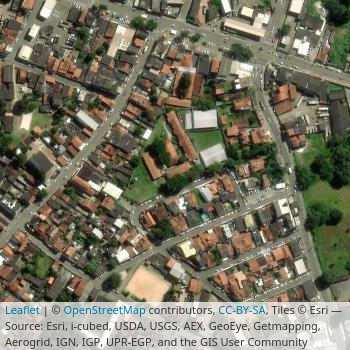 Leaflet | © OpenStreetMap contributors, CC-BY-SA, Tiles © Esri —
Source: Esri, i-cubed, USDA, USGS, AEX, GeoEye, Getmapping,
Aerogrid, IGN, IGP, UPR-EGP, and the GIS User Community